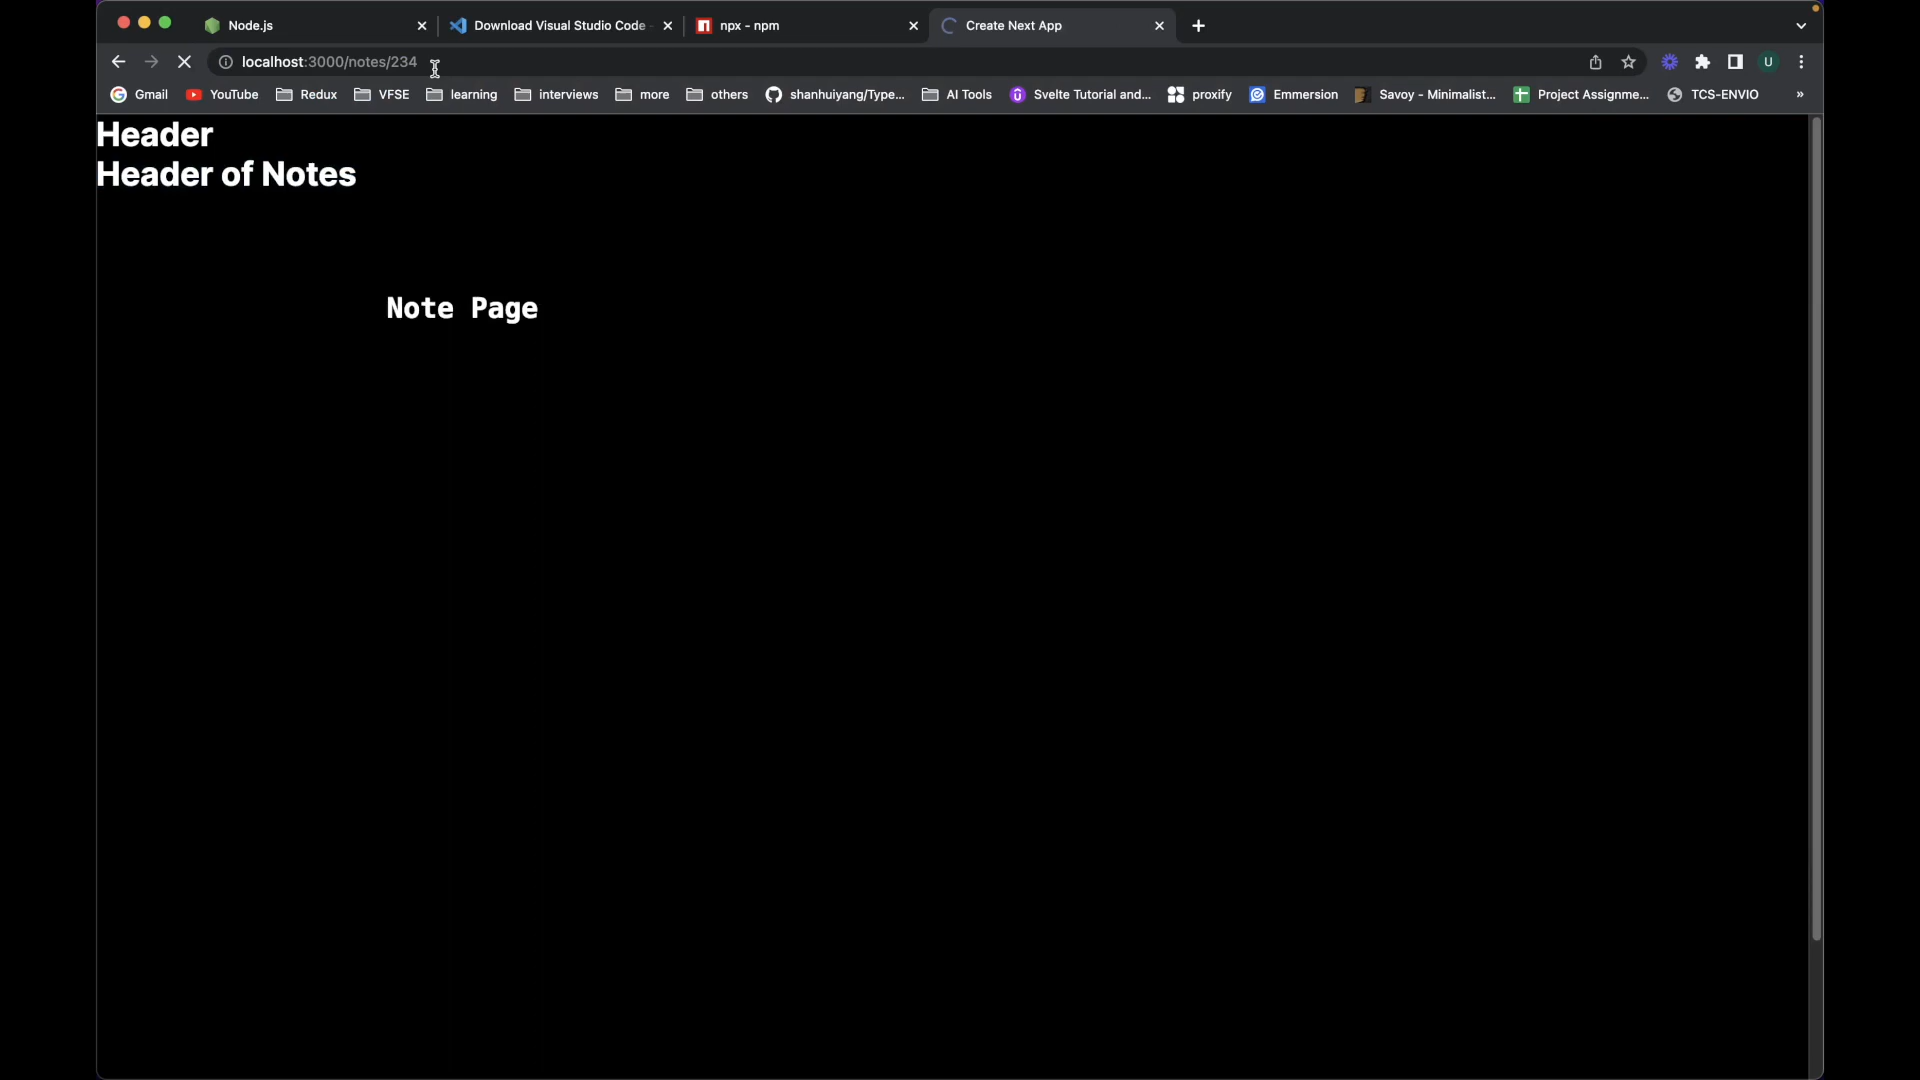 Node.js
Download Visual Studio Code
npx - npm
Create Next App
localhost:3000/notes/234
U
Gmail
YouTube
Redux
VFSE
learning
interviews
more
others
shanhuiyang/Type...
AI Tools
Svelte Tutorial and...
proxify
Emmersion
Savoy - Minimalist...
Project Assignme...
TCS-ENVIO
»
Header
Header of Notes
Note Page